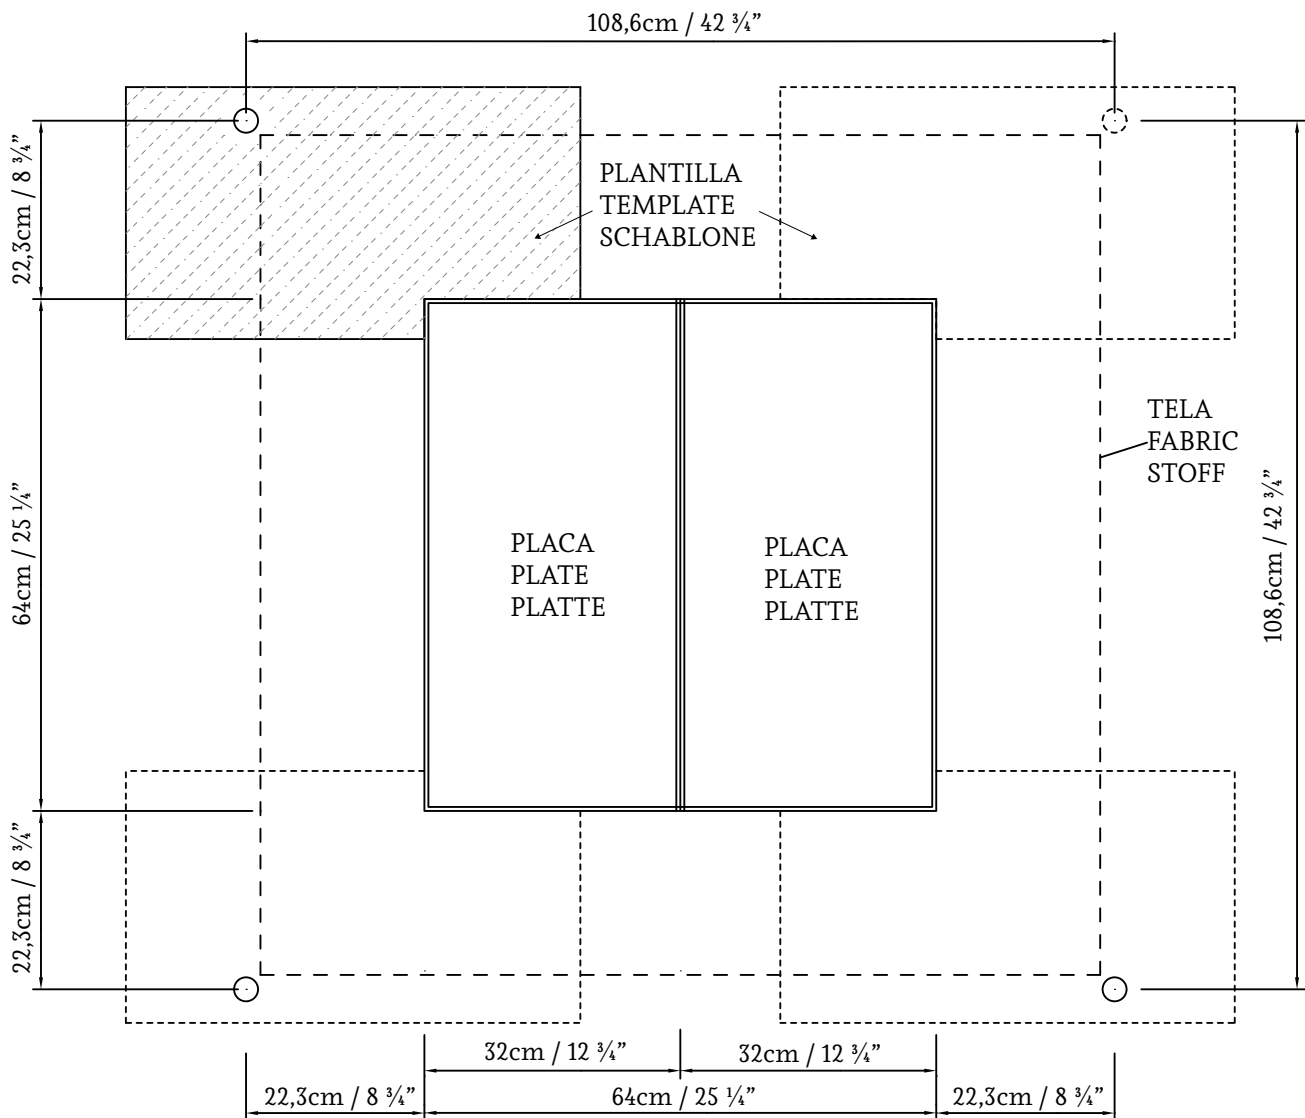 108,6cm / 42 ¾”
22,3cm / 8 ¾”
PLANTILLA
TEMPLATE
SCHABLONE
TELA
FABRIC
STOFF
64cm / 25 ¼”
108,6cm / 42 ¾”
PLACA
PLATE
PLATTE
PLACA
PLATE
PLATTE
22,3cm / 8 ¾”
32cm / 12 ¾”
32cm / 12 ¾”
22,3cm / 8 ¾”
64cm / 25 ¼”
22,3cm / 8 ¾”